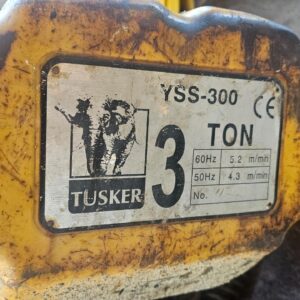 YSS-300
CE
TUSKER
3 TON
60Hz 5.2 m/min
50Hz 4.3 m/min
No.